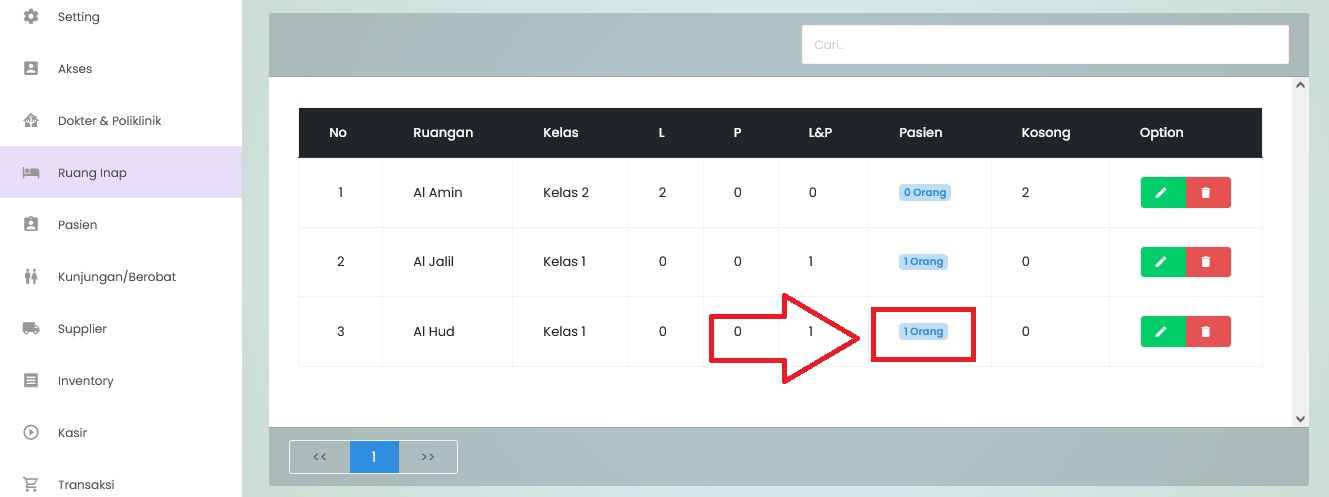 Setting
Akses
Dokter & Poliklinik
Ruang Inap
Pasien
Kunjungan/Berobat
Supplier
Inventory
Kasir
Transaksi
Cari..
No Ruangan Kelas L P L&P Pasien Kosong Option
1 Al Amin Kelas 2 2 0 0 0 Orang 2
2 Al Jalil Kelas 1 0 0 1 1 Orang 0
3 Al Hud Kelas 1 0 0 1 1 Orang 0
<< 1 >>